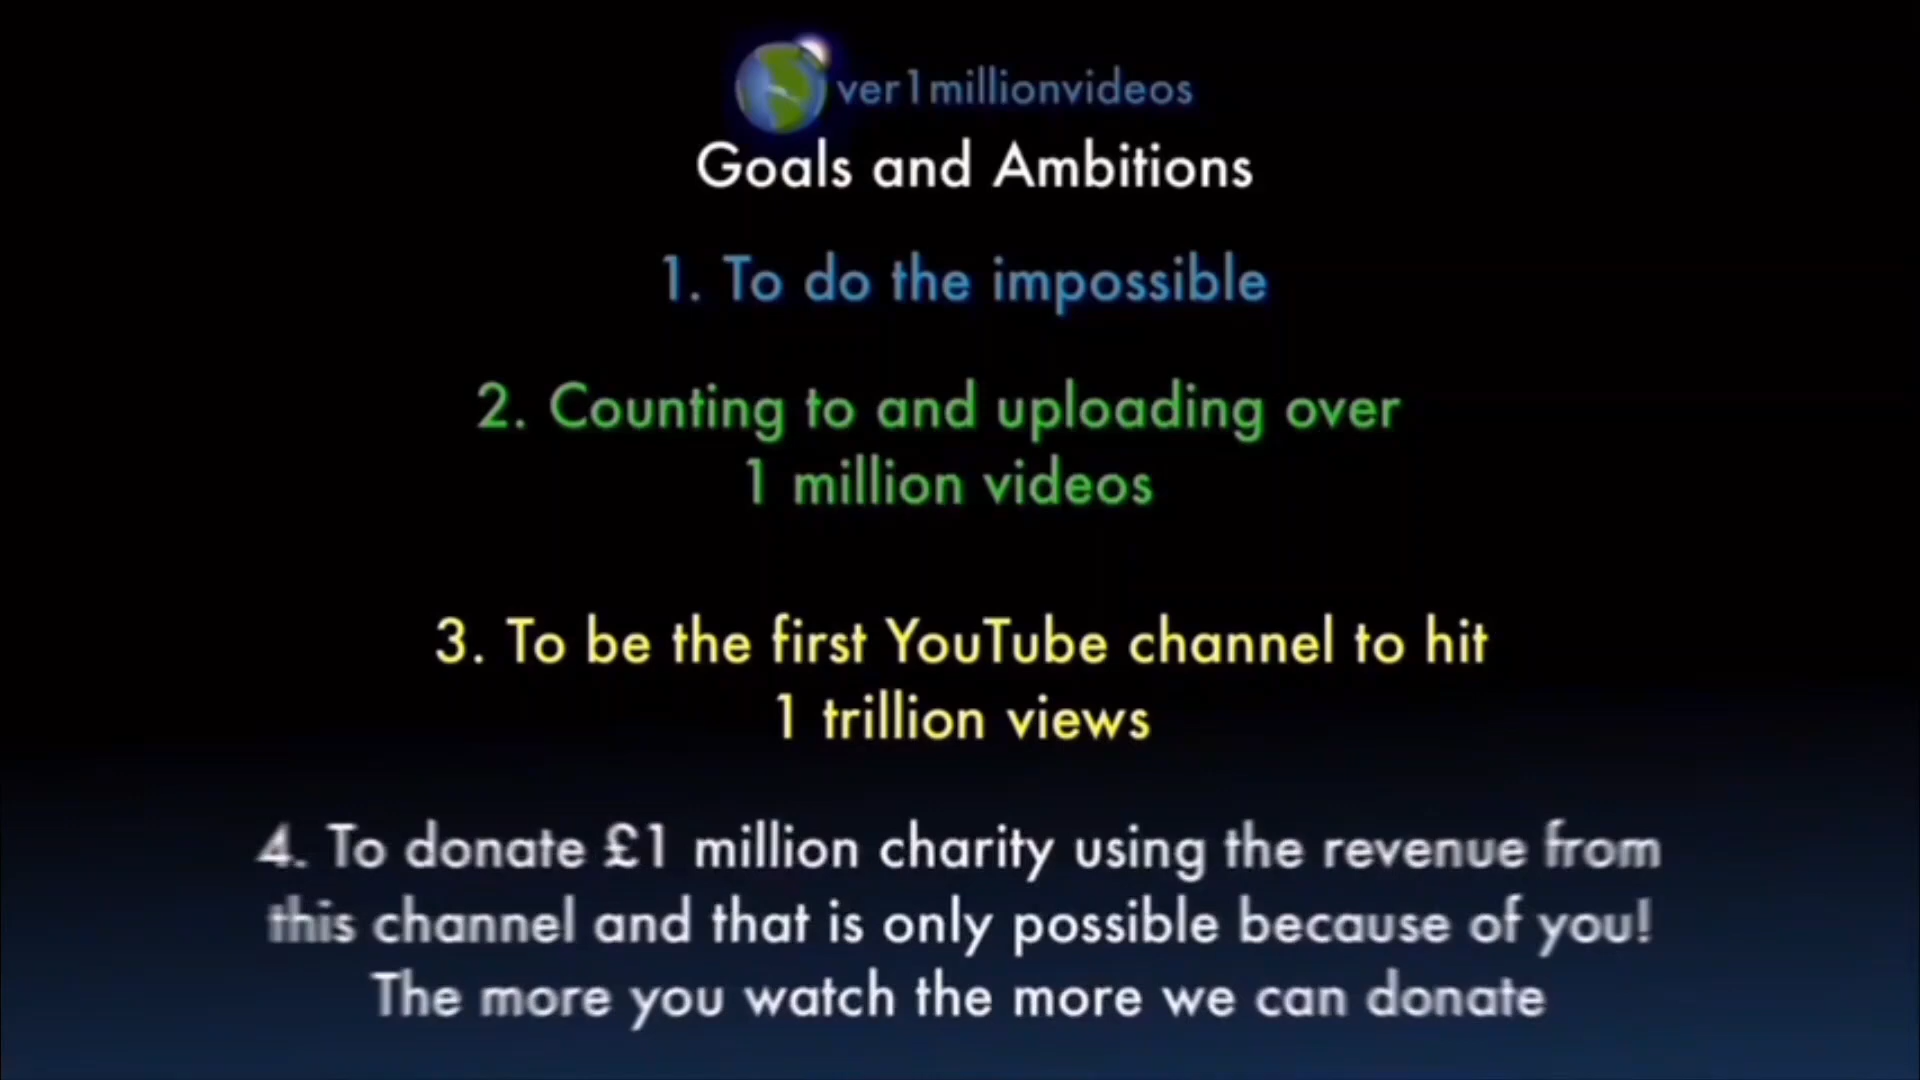 ver1millionvideos
Goals and Ambitions
1. To do the impossible
2. Counting to and uploading over
1 million videos
3. To be the first YouTube channel to hit
1 trillion views
4. To donate £1 million charity using the revenue from
this channel and that is only possible because of you!
The more you watch the more we can donate